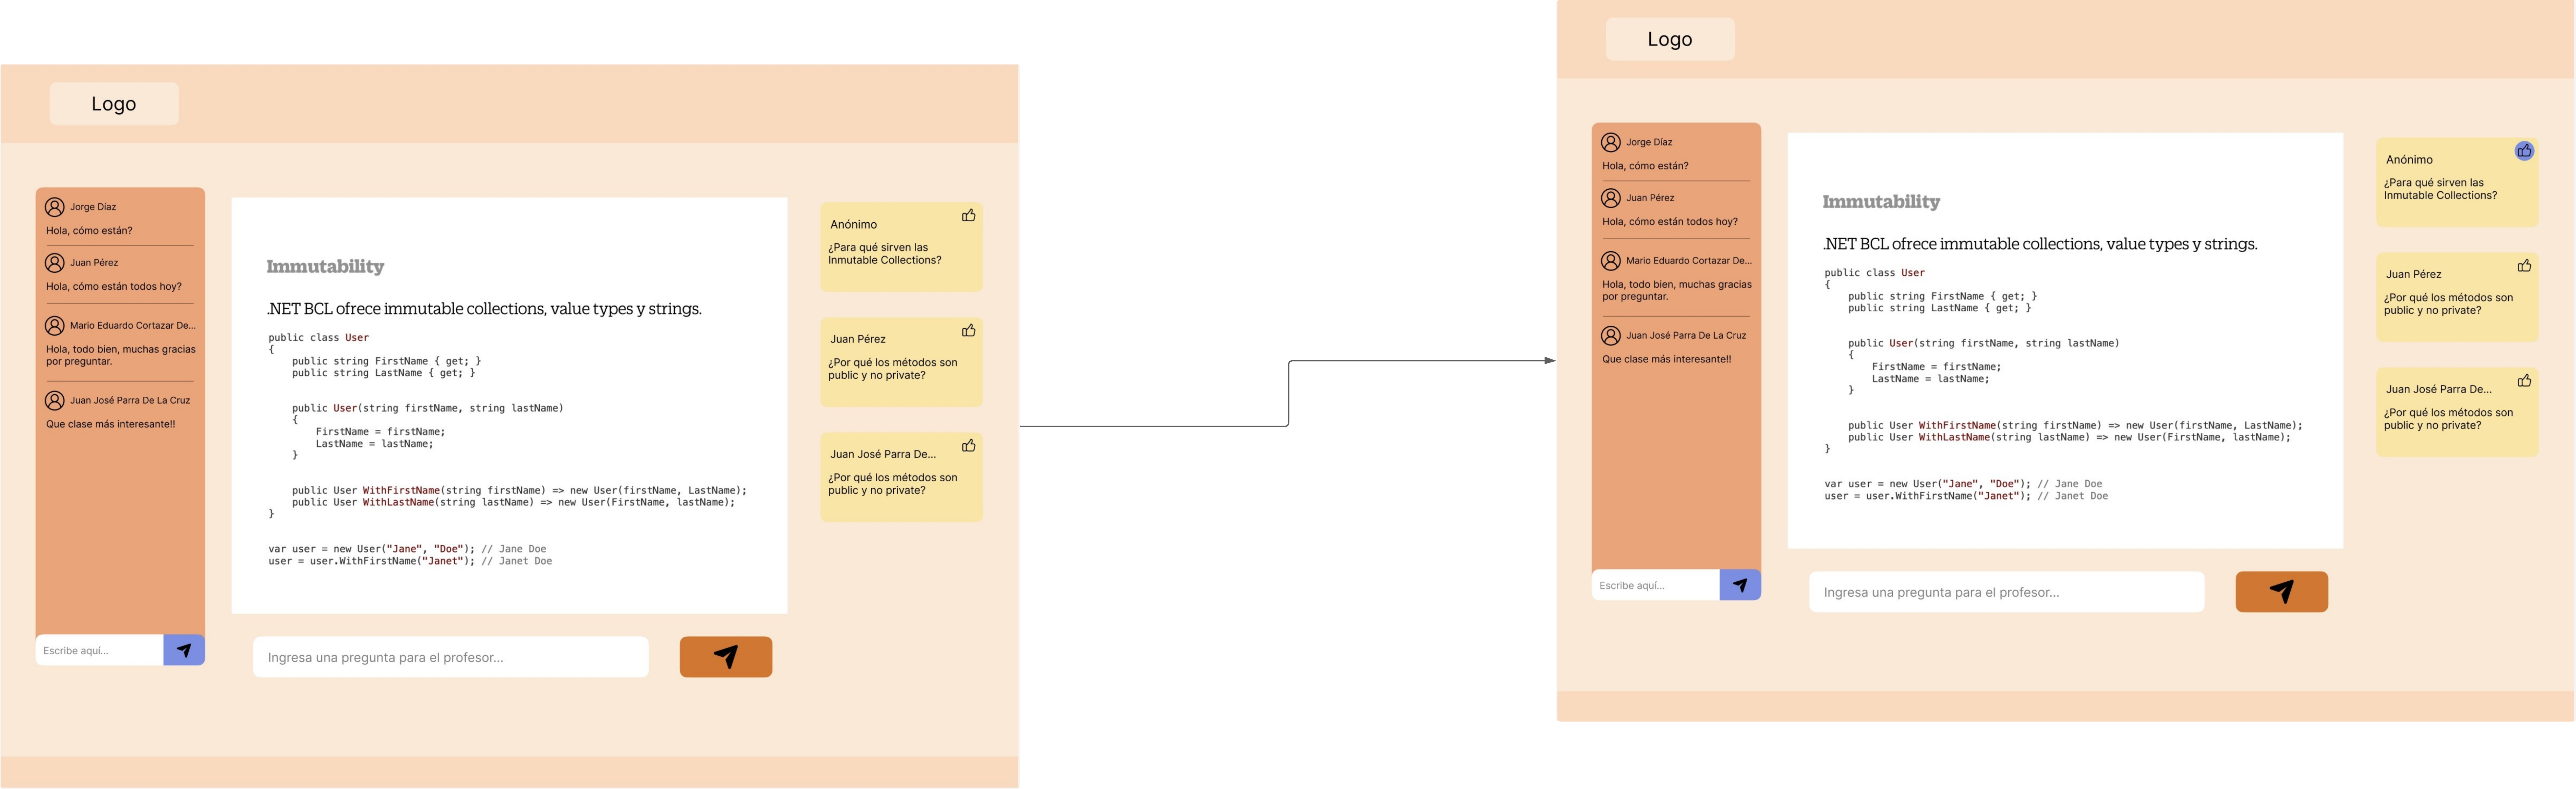 Logo
Jorge Díaz
Hola, cómo están?
Juan Pérez
Hola, cómo están todos hoy?
Mario Eduardo Cortazar De...
Hola, todo bien, muchas gracias
por preguntar.
Juan José Parra De La Cruz
Que clase más interesante!!
Escribe aquí...
Immutability
.NET BCL ofrece immutable collections, value types y strings.
public class User
{
public string FirstName { get; }
public string LastName { get; }
public User(string firstName, string lastName)
{
FirstName = firstName;
LastName = lastName;
}
public User WithFirstName(string firstName) => new User(firstName, LastName);
public User WithLastName(string lastName) => new User(FirstName, lastName);
}
var user = new User("Jane", "Doe"); // Jane Doe
user = user.WithFirstName("Janet"); // Janet Doe
Ingresa una pregunta para el profesor...
Anónimo
¿Para qué sirven las
Inmutable Collections?
Juan Pérez
¿Por qué los métodos son
public y no private?
Juan José Parra De...
¿Por qué los métodos son
public y no private?
Logo
Jorge Díaz
Hola, cómo están?
Juan Pérez
Hola, cómo están todos hoy?
Mario Eduardo Cortazar De...
Hola, todo bien, muchas gracias
por preguntar.
Juan José Parra De La Cruz
Que clase más interesante!!
Escribe aquí...
Immutability
.NET BCL ofrece immutable collections, value types y strings.
public class User
{
public string FirstName { get; }
public string LastName { get; }
public User(string firstName, string lastName)
{
FirstName = firstName;
LastName = lastName;
}
public User WithFirstName(string firstName) => new User(firstName, LastName);
public User WithLastName(string lastName) => new User(FirstName, lastName);
}
var user = new User("Jane", "Doe"); // Jane Doe
user = user.WithFirstName("Janet"); // Janet Doe
Ingresa una pregunta para el profesor...
Anónimo
¿Para qué sirven las
Inmutable Collections?
Juan Pérez
¿Por qué los métodos son
public y no private?
Juan José Parra De...
¿Por qué los métodos son
public y no private?